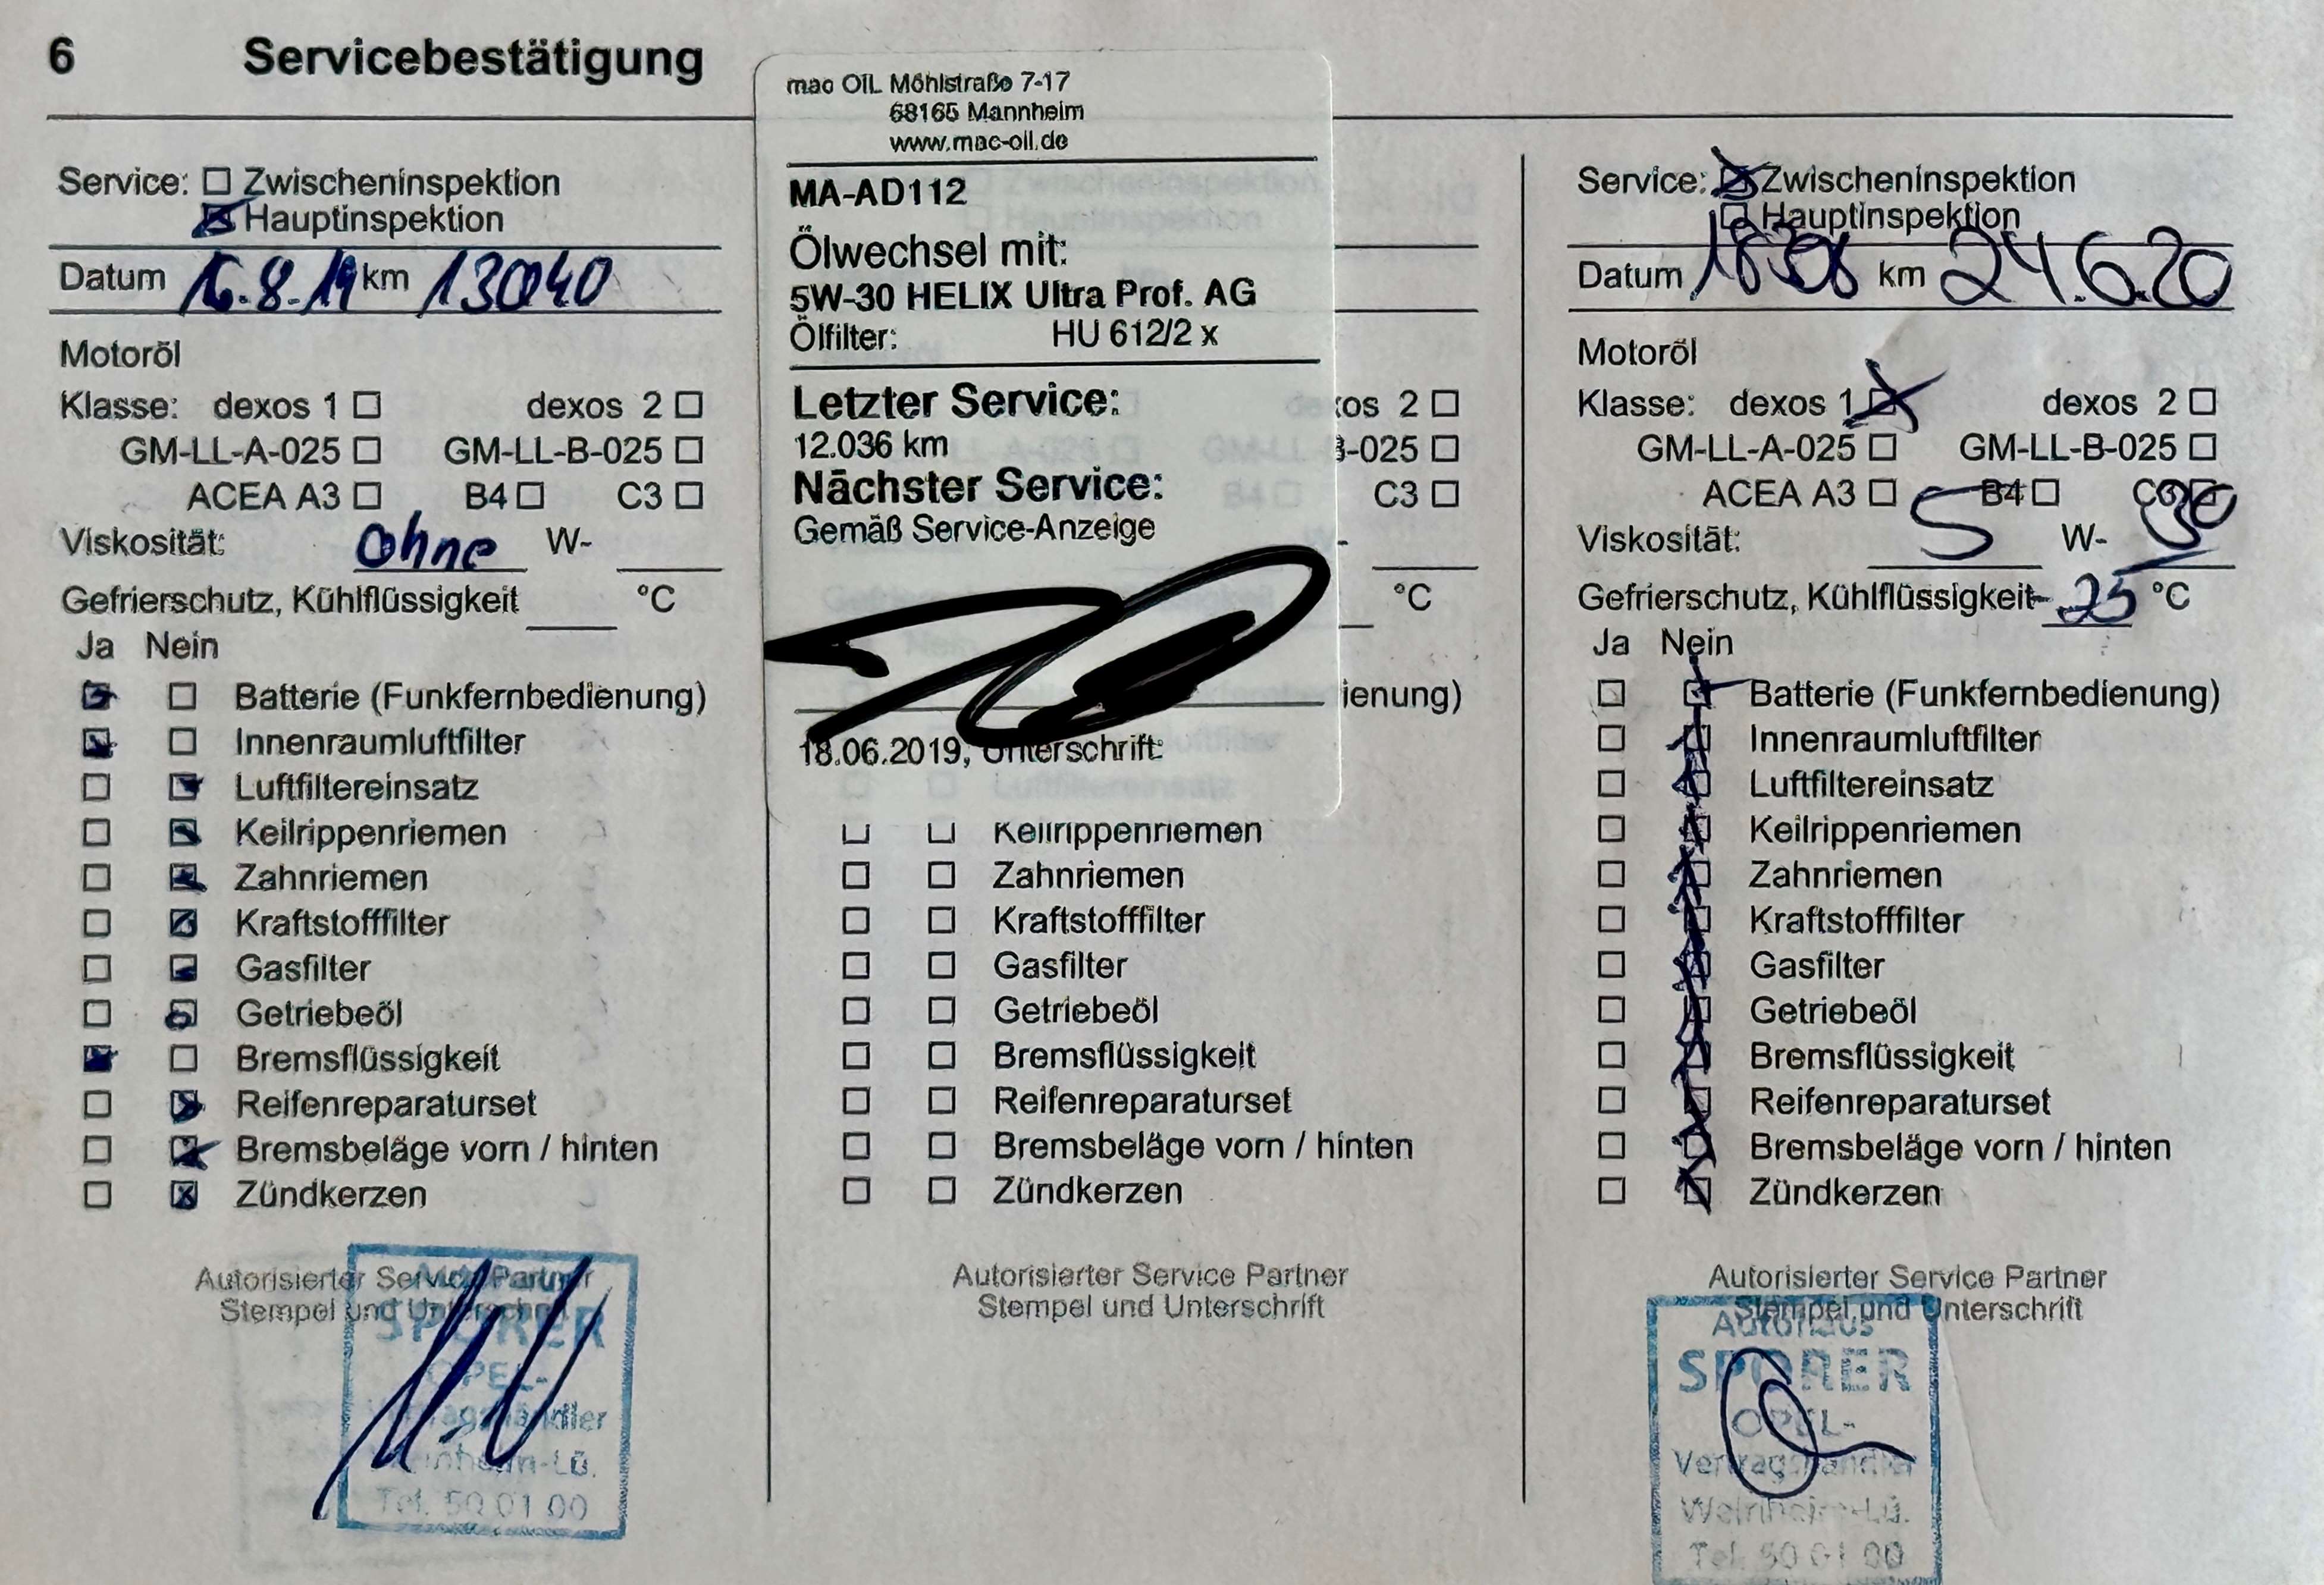 6 Servicebestätigung
Service: Zwischeninspektion
Hauptinspektion
Datum 16.8.19 km 13040
Motoröl
Klasse: dexos 1 dexos 2
GM-LL-A-025 GM-LL-B-025
ACEA A3 B4 C3
Viskosität: Ohne W-
Gefrierschutz, Kühlflüssigkeit °C
Ja Nein
Batterie (Funkfernbedienung)
Innenraumluftfilter
Luftfiltereinsatz
Keilrippenriemen
Zahnriemen
Kraftstofffilter
Gasfilter
Getriebeöl
Bremsflüssigkeit
Reifenreparaturset
Bremsbeläge vorn / hinten
Zündkerzen
Autorisierter Service Partner
Stempel und Unterschrift
SPORER
OPEL-
Tel. 50 01 00
mac OIL Möhlstraße 7-17
68165 Mannheim
www.mac-oil.de
MA-AD112
Ölwechsel mit:
5W-30 HELIX Ultra Prof. AG
Ölfilter: HU 612/2 x
Letzter Service:
12.036 km
Nächster Service:
Gemäß Service-Anzeige
18.06.2019, Unterschrift:
dexos 2
B-025
C3
°C
ienung)
Keilrippenriemen
Zahnriemen
Kraftstofffilter
Gasfilter
Getriebeöl
Bremsflüssigkeit
Reifenreparaturset
Bremsbeläge vorn / hinten
Zündkerzen
Autorisierter Service Partner
Stempel und Unterschrift
Service: Zwischeninspektion
Hauptinspektion
Datum km 24.6.20
Motoröl
Klasse: dexos 1 dexos 2
GM-LL-A-025 GM-LL-B-025
ACEA A3 B4 C3
Viskosität: 5 W- 30
Gefrierschutz, Kühlflüssigkeit -25 °C
Ja Nein
Batterie (Funkfernbedienung)
Innenraumluftfilter
Luftfiltereinsatz
Keilrippenriemen
Zahnriemen
Kraftstofffilter
Gasfilter
Getriebeöl
Bremsflüssigkeit
Reifenreparaturset
Bremsbeläge vorn / hinten
Zündkerzen
Autorisierter Service Partner
Stempel und Unterschrift
Autohaus
SPORER
OPEL-
Vertragshändler
Weinheim-Lü.
Tel. 50 01 00